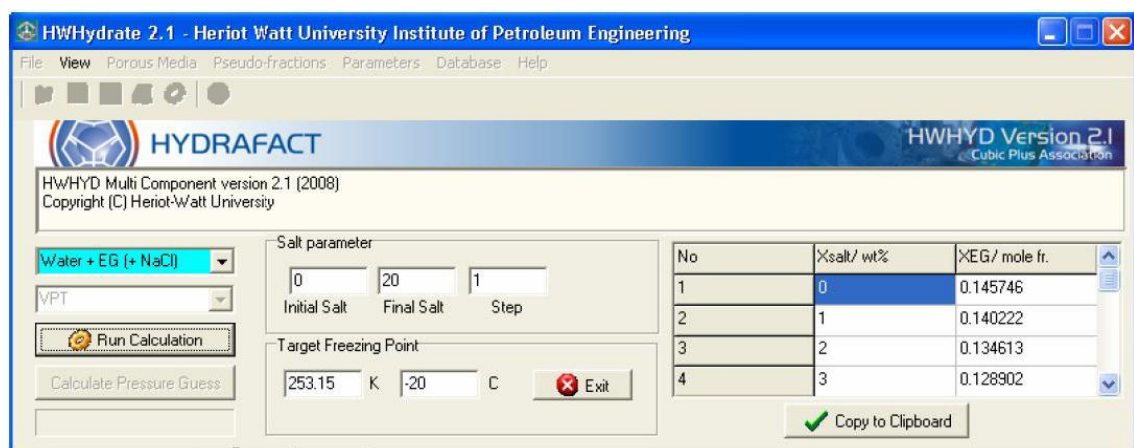 HWHydrate 2.1 - Heriot Watt University Institute of Petroleum Engineering
File View Porous Media Pseudo-fractions Parameters Database Help
HYDRAFACT
HWHYD Version 2.1
Cubic Plus Association
HWHYD Multi Component version 2.1 (2008)
Copyright (C) Heriot-Watt University
Water + EG (+ NaCl)
VPT
Run Calculation
Calculate Pressure Guess
Salt parameter
0 20 1
Initial Salt Final Salt Step
Target Freezing Point
253.15 K -20 C Exit
No Xsalt/ wt% XEG/ mole fr.
1 0 0.145746
2 1 0.140222
3 2 0.134613
4 3 0.128902
Copy to Clipboard